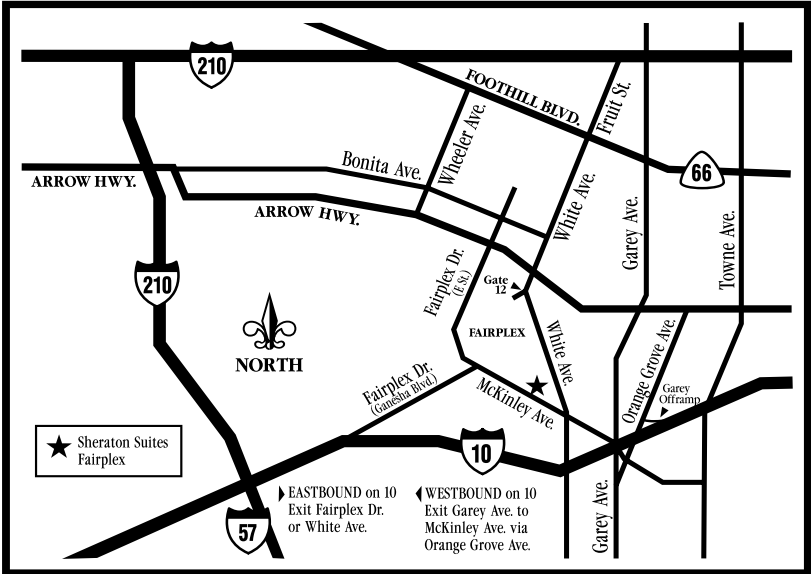 210
FOOTHILL BLVD.
Fruit St.
Wheeler Ave.
Bonita Ave.
66
ARROW HWY.
ARROW HWY.
White Ave.
Garey Ave.
Towne Ave.
210
Fairplex Dr.
(E St.)
Gate
12
FAIRPLEX
White Ave.
NORTH
Orange Grove Ave.
Fairplex Dr.
(Ganesha Blvd.)
McKinley Ave.
Garey
Offramp
Sheraton Suites
Fairplex
10
57
EASTBOUND on 10
Exit Fairplex Dr.
or White Ave.
WESTBOUND on 10
Exit Garey Ave. to
McKinley Ave. via
Orange Grove Ave.
Garey Ave.